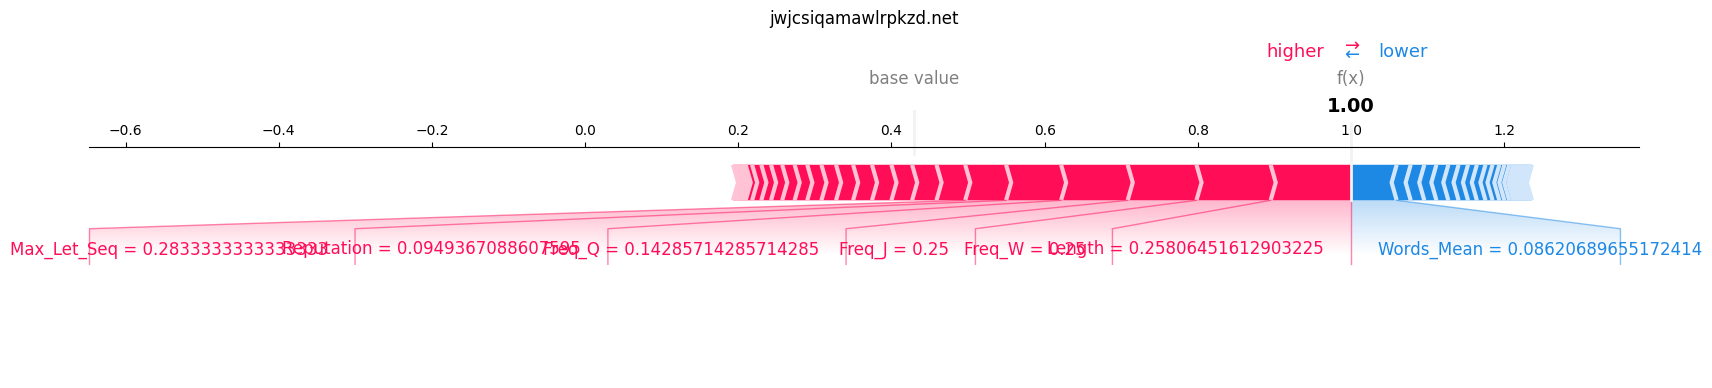 jwjcsiqamawlrpkzd.net
higher ⇄ lower
base value f(x)
1.00
−0.6 −0.4 −0.2 0.0 0.2 0.4 0.6 0.8 1.0 1.2
Max_Let_Seq = 0.2833333333333333 Reputation = 0.0949367088607595 Freq_Q = 0.14285714285714285 Freq_J = 0.25 Freq_W = 0.25 Length = 0.25806451612903225 Words_Mean = 0.08620689655172414